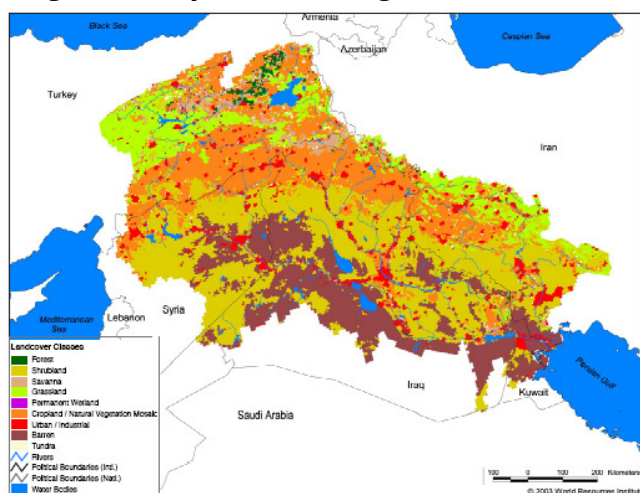 Black Sea
Armenia
Caspian Sea
Azerbaijan
Turkey
Iran
Mediterranean
Sea
Lebanon
Syria
Iraq
Persian Gulf
Kuwait
Saudi Arabia
Landcover Classes
Forest
Shrubland
Savanna
Grassland
Permanent Wetland
Cropland / Natural Vegetation Mosaic
Urban / Industrial
Barren
Tundra
Rivers
Political Boundaries (Intl.)
Political Boundaries (Natl.)
Water Bodies
100 0 100 200 Kilometers
© 2003 World Resources Institute